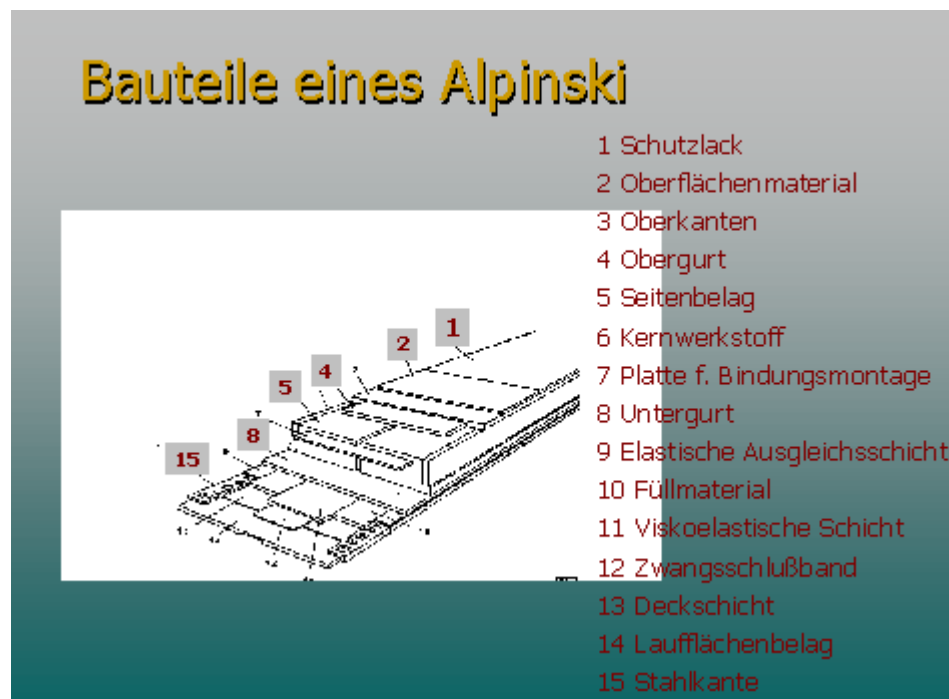 Bauteile eines Alpinski
1 Schutzlack
2 Oberflächenmaterial
3 Oberkanten
4 Obergurt
5 Seitenbelag
6 Kernwerkstoff
7 Platte f. Bindungsmontage
8 Untergurt
9 Elastische Ausgleichsschicht
10 Füllmaterial
11 Viskoelastische Schicht
12 Zwangsschlußband
13 Deckschicht
14 Laufflächenbelag
15 Stahlkante
1
2
4
5
8
15